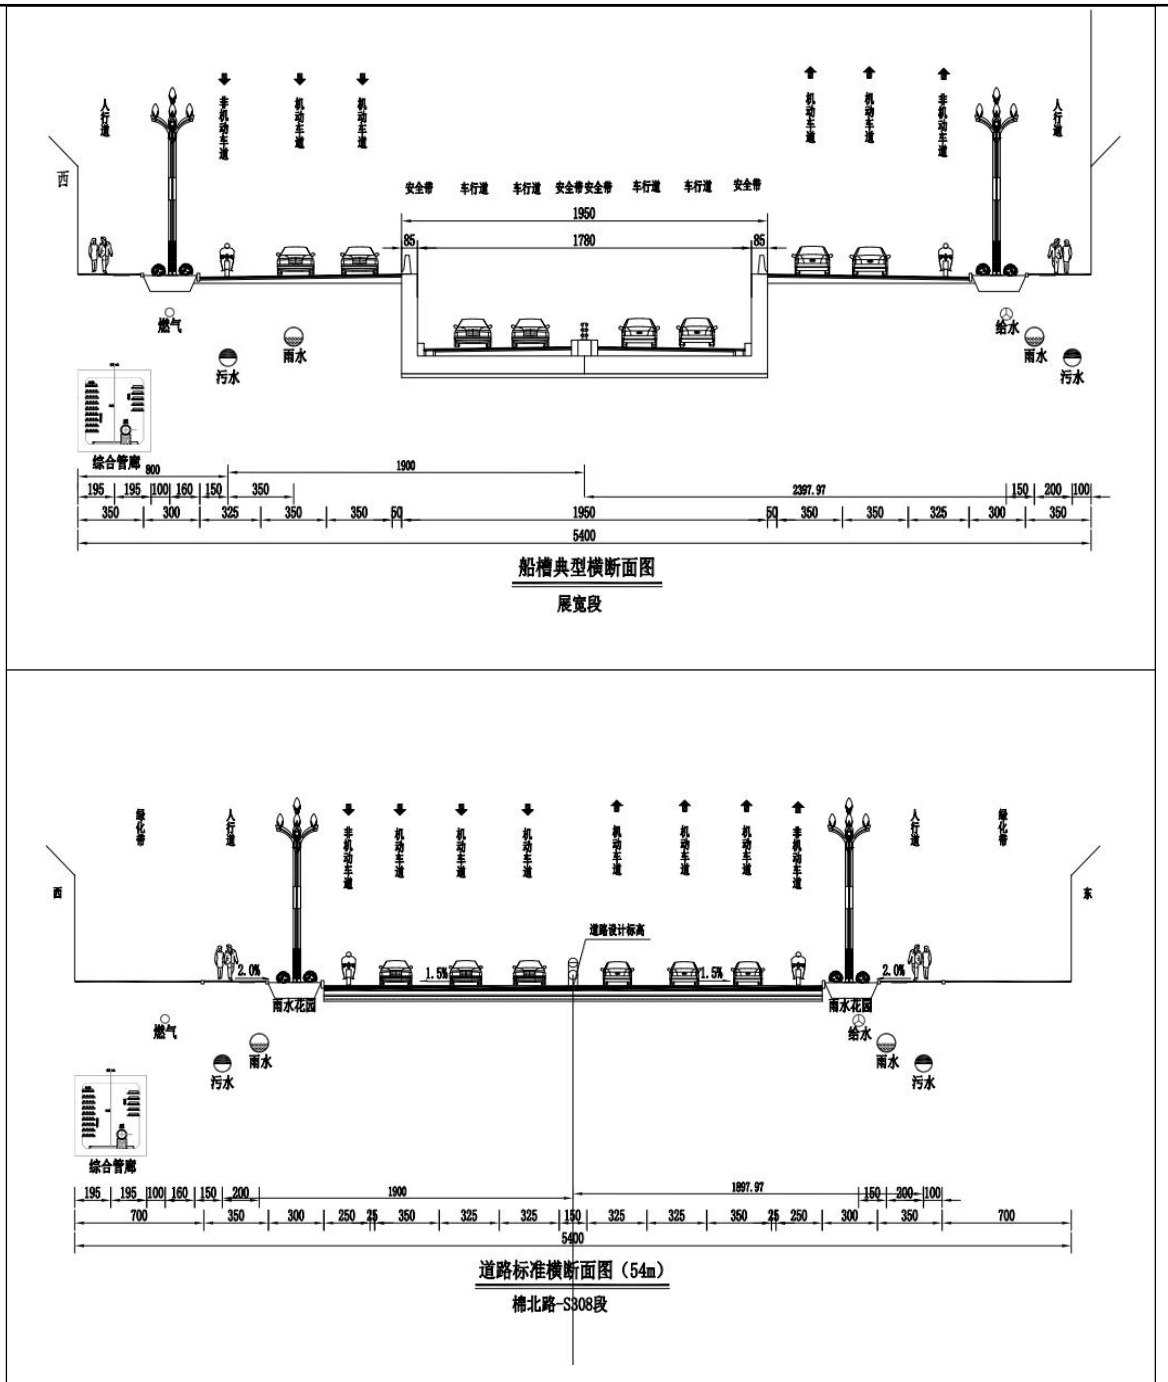 人行道
非机动车道
机动车道
机动车道
机动车道
机动车道
非机动车道
人行道
西
安全带 车行道 车行道 安全带安全带 车行道 车行道 安全带
1950
85 1780 85
燃气
雨水
污水
给水
雨水
污水
综合管廊
800 1900
195 195 100 160 150 350 2397.97 150 200 100
350 300 325 350 350 50 1950 50 350 350 325 300 350
5400
船槽典型横断面图
展宽段
绿化带
人行道
非机动车道
机动车道
机动车道
机动车道
机动车道
机动车道
机动车道
非机动车道
人行道
绿化带
西
东
道路设计标高
2.0% 1.5% 1.5% 2.0%
雨水花园
雨水花园
燃气
雨水
污水
给水
雨水
污水
综合管廊
195 195 100 160 150 200 1900 1897.97 150 200 100
700 350 300 250 25 350 325 325 150 325 325 350 25 250 300 350 700
5400
道路标准横断面图（54m）
棉北路-S308段